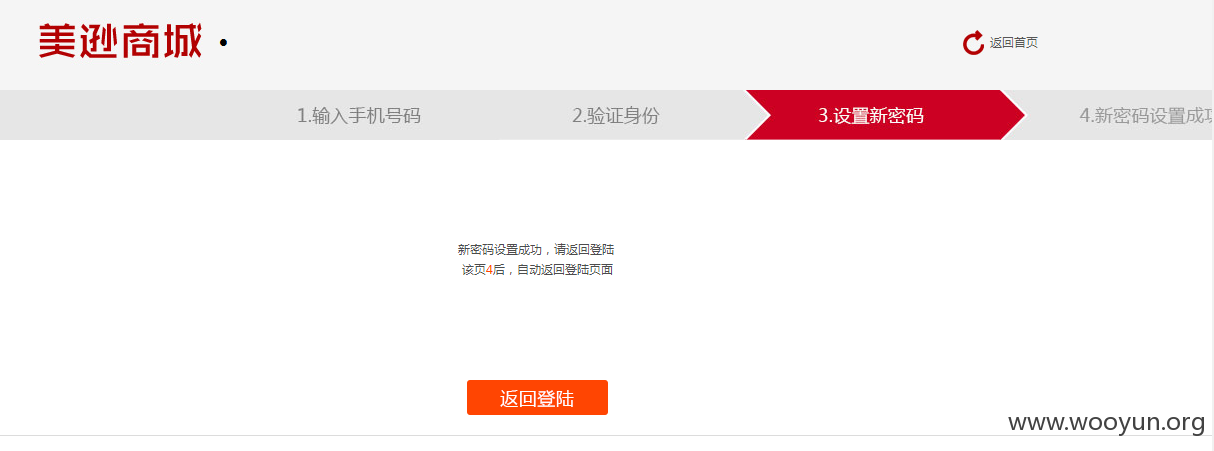 美逊商城
返回首页
1.输入手机号码
2.验证身份
3.设置新密码
4.新密码设置成功
新密码设置成功，请返回登陆
该页4后，自动返回登陆页面
返回登陆
www.wooyun.org